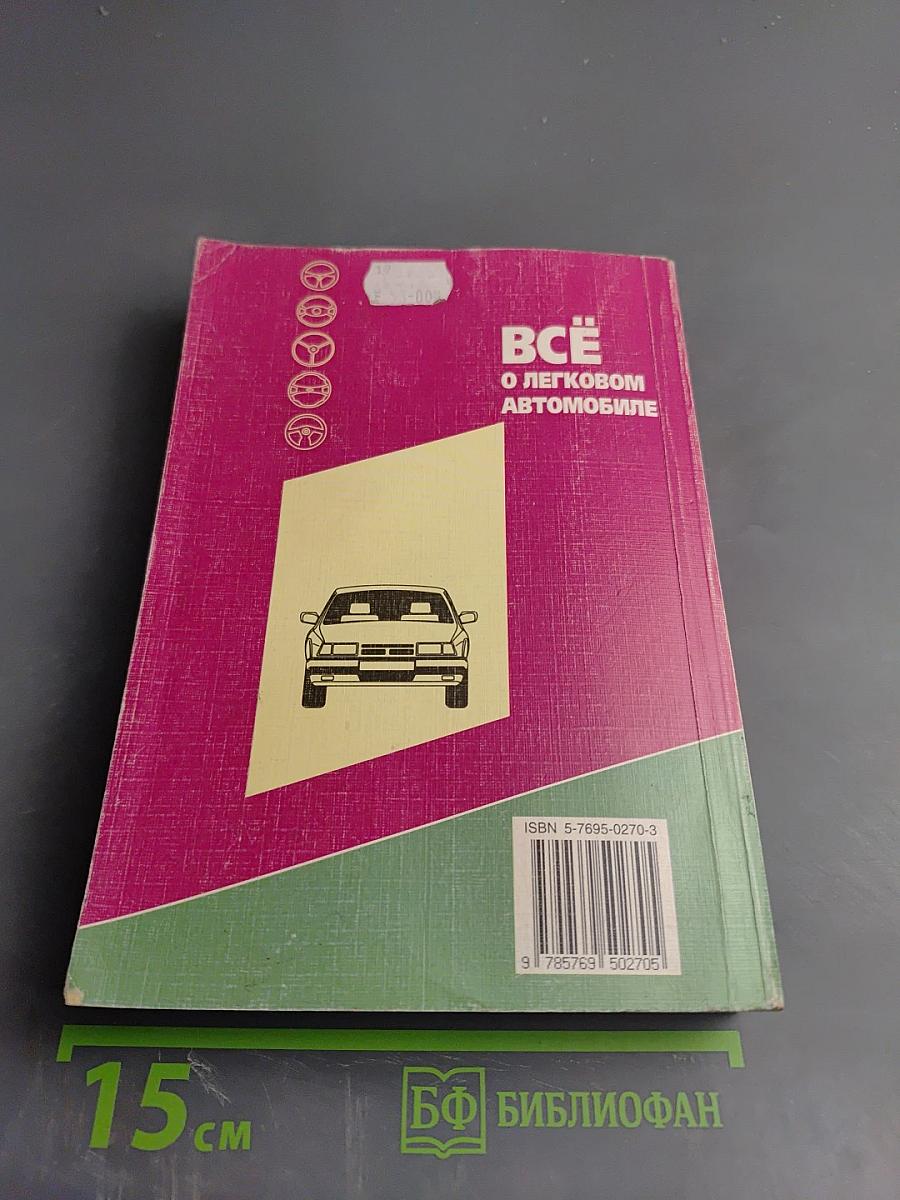 ВСЁ
О ЛЕГКОВОМ
АВТОМОБИЛЕ
ISBN 5-7695-0270-3
9 785769 502705
15 см
БФ БИБЛИОФАН